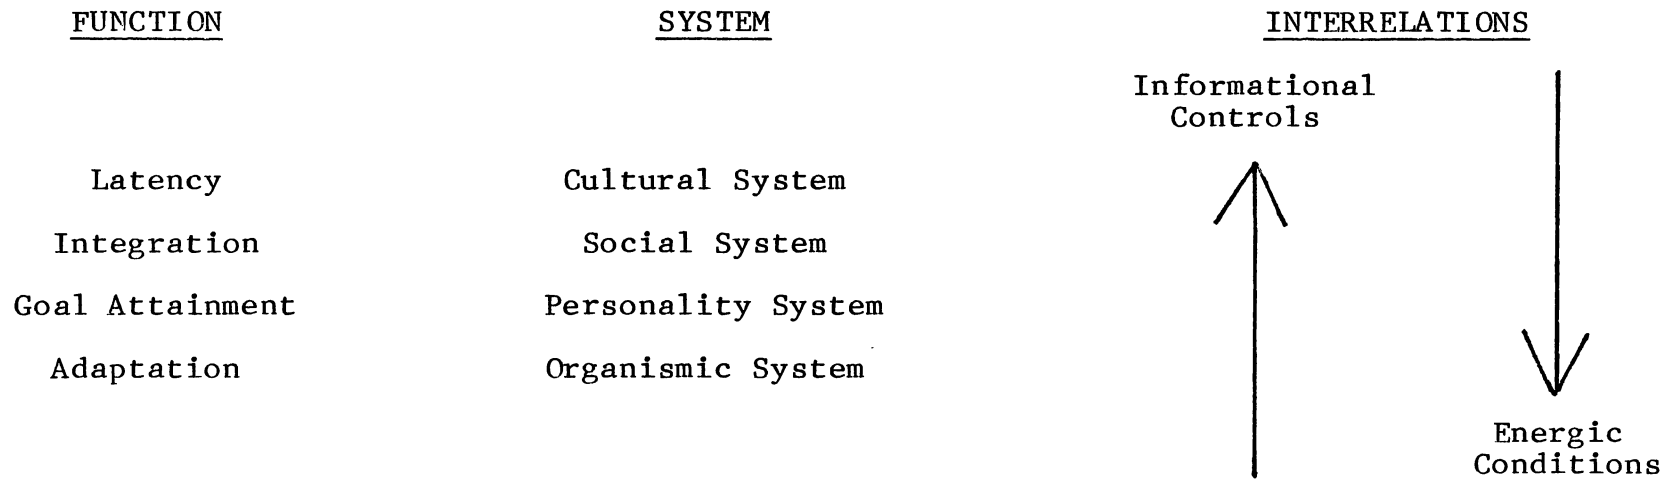 FUNCTION SYSTEM INTERRELATIONS
Informational
Controls
Latency Cultural System
Integration Social System
Goal Attainment Personality System
Adaptation Organismic System
Energic
Conditions